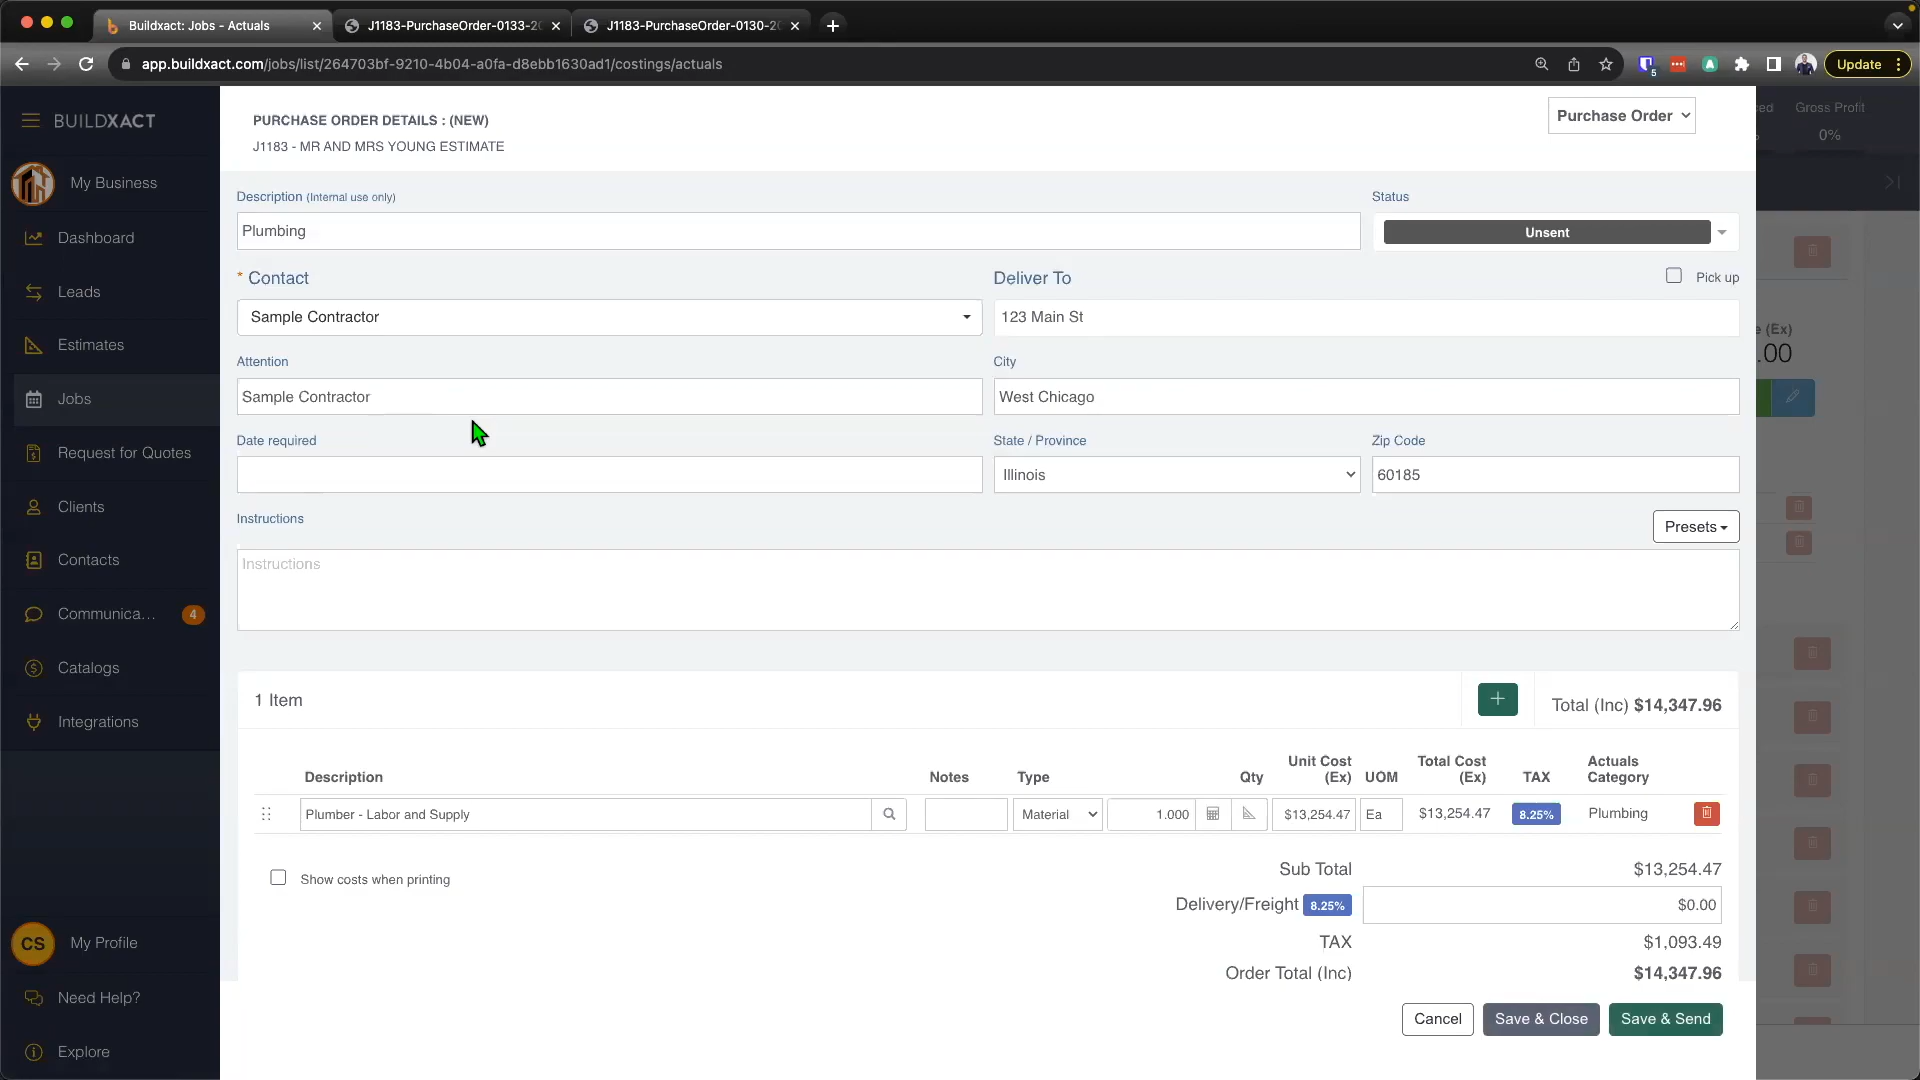 Buildxact: Jobs - Actuals
J1183-PurchaseOrder-0133-2
J1183-PurchaseOrder-0130-2
app.buildxact.com/jobs/list/264703bf-9210-4b04-a0fa-d8ebb1630ad1/costings/actuals
5
A
Update
BUILDXACT
My Business
Dashboard
Leads
Estimates
Jobs
Request for Quotes
Clients
Contacts
Communica...
4
Catalogs
Integrations
CS
My Profile
Need Help?
Explore
PURCHASE ORDER DETAILS : (NEW)
J1183 - MR AND MRS YOUNG ESTIMATE
Purchase Order
Gross Profit
0%
Description (Internal use only)
Status
Plumbing
Unsent
* Contact
Deliver To
Pick up
Sample Contractor
123 Main St
(Ex)
.00
Attention
City
Sample Contractor
West Chicago
Date required
State / Province
Zip Code
Illinois
60185
Instructions
Presets
Instructions
1 Item
+
Total (Inc) $14,347.96
Description
Notes
Type
Qty
Unit Cost (Ex)
UOM
Total Cost (Ex)
TAX
Actuals Category
Plumber - Labor and Supply
Material
1.000
$13,254.47
Ea
$13,254.47
8.25%
Plumbing
Show costs when printing
Sub Total
$13,254.47
Delivery/Freight 8.25%
$0.00
TAX
$1,093.49
Order Total (Inc)
$14,347.96
Cancel
Save & Close
Save & Send